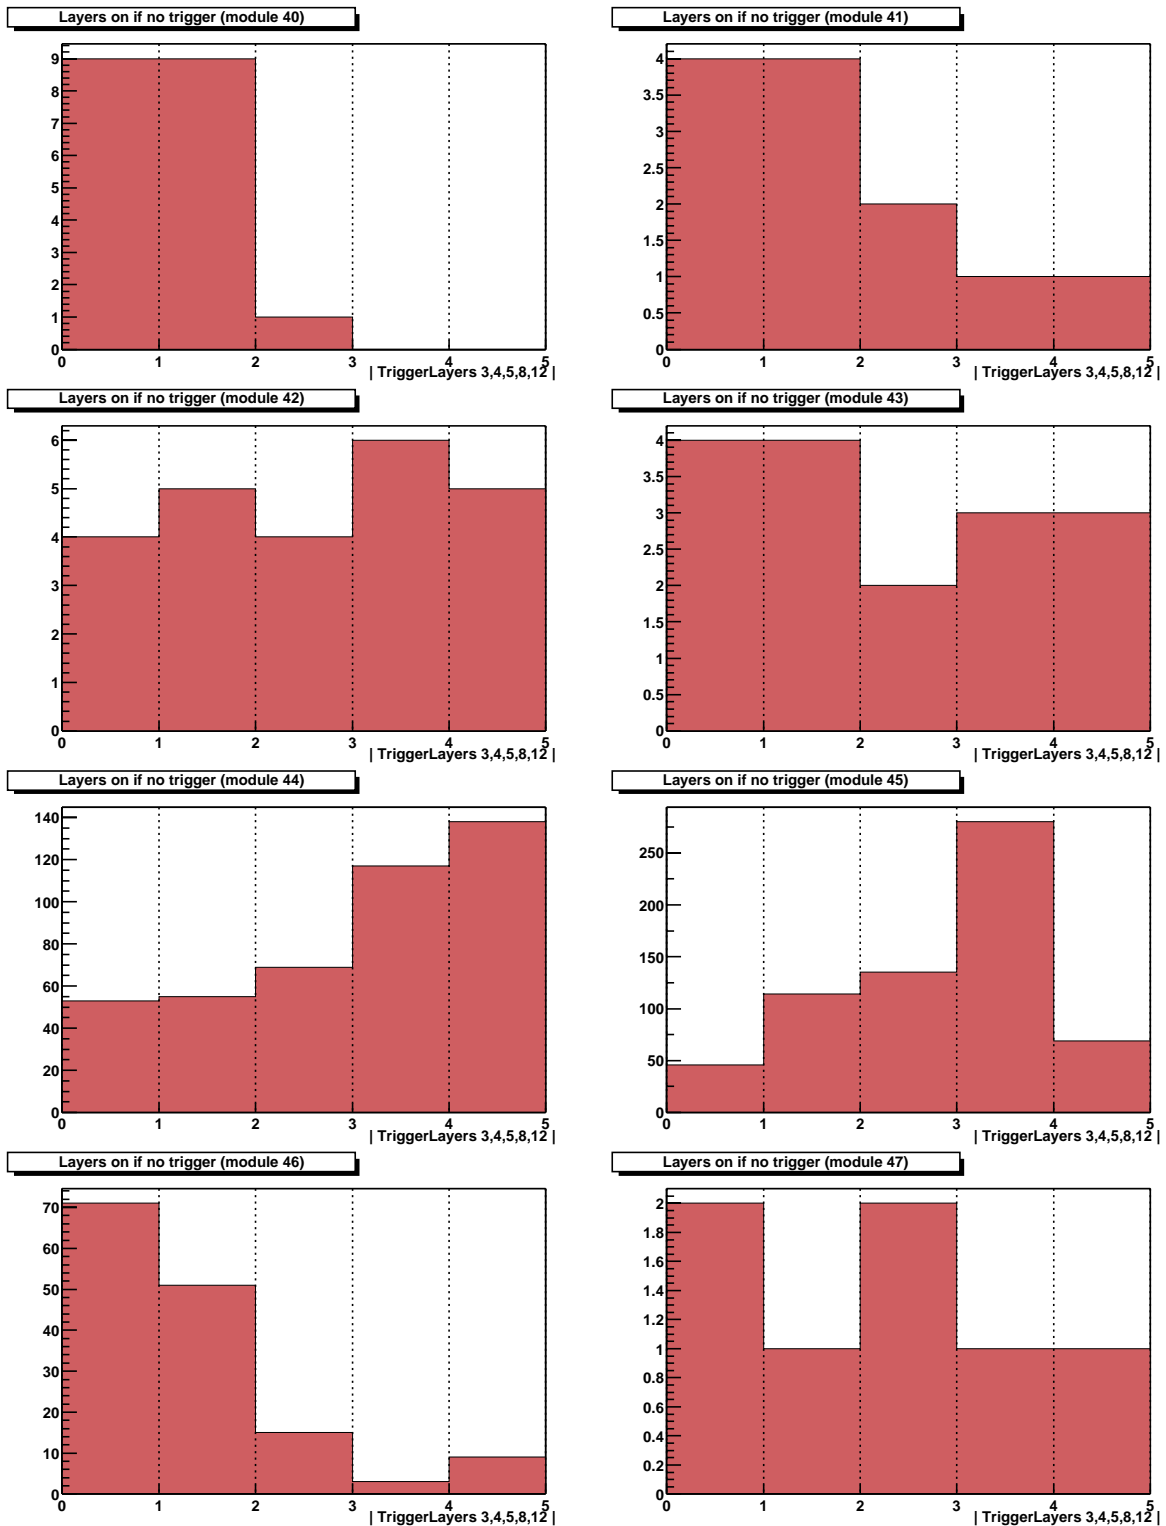 Layers on if no trigger (module 40)
9
8
7
6
5
4
3
2
1
0
0 1 2 3 4 5
| TriggerLayers 3,4,5,8,12 |
Layers on if no trigger (module 41)
4
3.5
3
2.5
2
1.5
1
0.5
0
0 1 2 3 4 5
| TriggerLayers 3,4,5,8,12 |
Layers on if no trigger (module 42)
6
5
4
3
2
1
0
0 1 2 3 4 5
| TriggerLayers 3,4,5,8,12 |
Layers on if no trigger (module 43)
4
3.5
3
2.5
2
1.5
1
0.5
0
0 1 2 3 4 5
| TriggerLayers 3,4,5,8,12 |
Layers on if no trigger (module 44)
140
120
100
80
60
40
20
0
0 1 2 3 4 5
| TriggerLayers 3,4,5,8,12 |
Layers on if no trigger (module 45)
250
200
150
100
50
0
0 1 2 3 4 5
| TriggerLayers 3,4,5,8,12 |
Layers on if no trigger (module 46)
70
60
50
40
30
20
10
0
0 1 2 3 4 5
| TriggerLayers 3,4,5,8,12 |
Layers on if no trigger (module 47)
2
1.8
1.6
1.4
1.2
1
0.8
0.6
0.4
0.2
0
0 1 2 3 4 5
| TriggerLayers 3,4,5,8,12 |